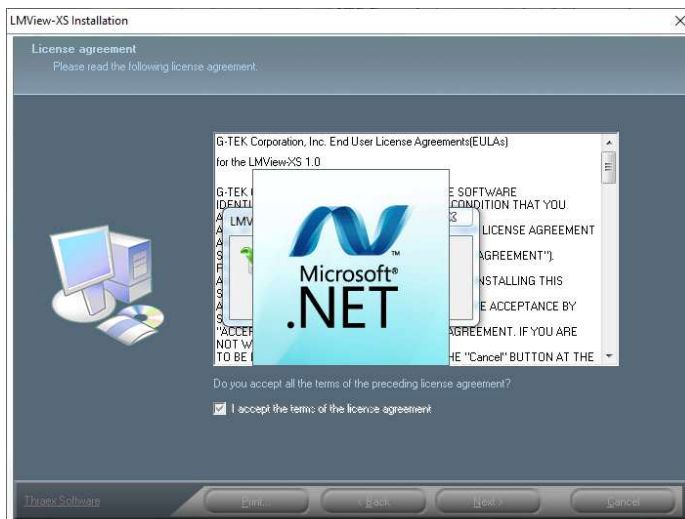 LMView-XS Installation
License agreement
Please read the following license agreement.
G-TEK Corporation, Inc. End User License Agreements(EULAs)
for the LMView-XS 1.0
G-TEK E SOFTWARE
IDENTI CONDITION THAT YOU
LMV
LICENSE AGREEMENT
AGREEMENT").
NSTALLING THIS
E ACCEPTANCE BY
"ACCEP AGREEMENT. IF YOU ARE
NOT W
TO BE HE "Cancel" BUTTON AT THE
Microsoft®
.NET™
Do you accept all the terms of the preceding license agreement?
I accept the terms of the license agreement
Thraex Software
Print...
< Back
Next >
Cancel